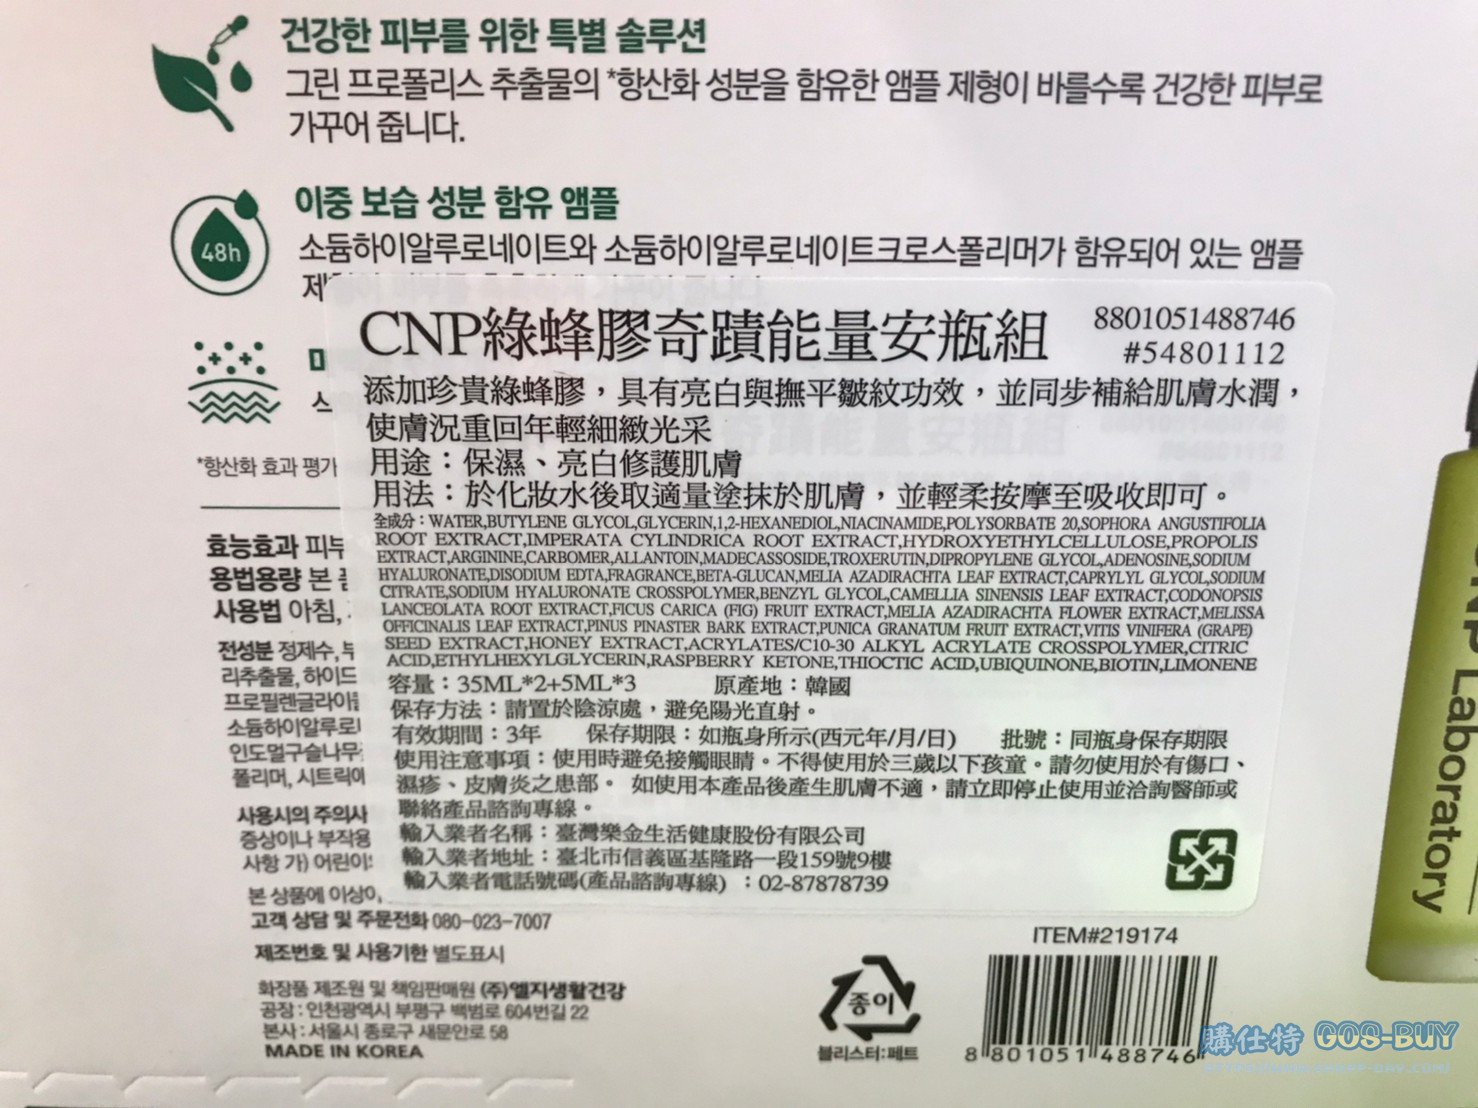 건강한 피부를 위한 특별 솔루션
그린 프로폴리스 추출물의 *항산화 성분을 함유한 앰플 제형이 바를수록 건강한 피부로
가꾸어 줍니다.
48h
이중 보습 성분 함유 앰플
소듐하이알루로네이트와 소듐하이알루로네이트크로스폴리머가 함유되어 있는 앰플
CNP綠蜂膠奇蹟能量安瓶組
8801051488746
#54801112
添加珍貴綠蜂膠，具有亮白與撫平皺紋功效，並同步補給肌膚水潤，
使膚況重回年輕細緻光采
用途：保濕、亮白修護肌膚
用法：於化妝水後取適量塗抹於肌膚，並輕柔按摩至吸收即可。
全成分：WATER,BUTYLENE GLYCOL,GLYCERIN,1,2-HEXANEDIOL,NIACINAMIDE,POLYSORBATE 20,SOPHORA ANGUSTIFOLIA
ROOT EXTRACT,IMPERATA CYLINDRICA ROOT EXTRACT,HYDROXYETHYLCELLULOSE,PROPOLIS
EXTRACT,ARGININE,CARBOMER,ALLANTOIN,MADECASSOSIDE,TROXERUTIN,DIPROPYLENE GLYCOL,ADENOSINE,SODIUM
HYALURONATE,DISODIUM EDTA,FRAGRANCE,BETA-GLUCAN,MELIA AZADIRACHTA LEAF EXTRACT,CAPRYLYL GLYCOL,SODIUM
CITRATE,SODIUM HYALURONATE CROSSPOLYMER,BENZYL GLYCOL,CAMELLIA SINENSIS LEAF EXTRACT,CODONOPSIS
LANCEOLATA ROOT EXTRACT,FICUS CARICA (FIG) FRUIT EXTRACT,MELIA AZADIRACHTA FLOWER EXTRACT,MELISSA
OFFICINALIS LEAF EXTRACT,PINUS PINASTER BARK EXTRACT,PUNICA GRANATUM FRUIT EXTRACT,VITIS VINIFERA (GRAPE)
SEED EXTRACT,HONEY EXTRACT,ACRYLATES/C10-30 ALKYL ACRYLATE CROSSPOLYMER,CITRIC
ACID,ETHYLHEXYLGLYCERIN,RASPBERRY KETONE,THIOCTIC ACID,UBIQUINONE,BIOTIN,LIMONENE
容量：35ML*2+5ML*3 原產地：韓國
保存方法：請置於陰涼處，避免陽光直射。
有效期間：3年 保存期限：如瓶身所示(西元年/月/日) 批號：同瓶身保存期限
使用注意事項：使用時避免接觸眼睛。不得使用於三歲以下孩童。請勿使用於有傷口、
濕疹、皮膚炎之患部。 如使用本產品後產生肌膚不適，請立即停止使用並洽詢醫師或
聯絡產品諮詢專線。
輸入業者名稱：臺灣樂金生活健康股份有限公司
輸入業者地址：臺北市信義區基隆路一段159號9樓
輸入業者電話號碼(產品諮詢專線) ：02-87878739
*항산화 효과 평가
효능효과 피부
용법용량 본
사용법 아침,
전성분 정제수, 부
리추출물, 하이드
프로필렌글라이
소듐하이알루로
인도멀구슬나무
폴리머, 시트릭애
사용시의 주의사
증상이나 부작용
사항 가) 어린이
본 상품에 이상이,
고객 상담 및 주문전화 080-023-7007
제조번호 및 사용기한 별도표시
화장품 제조원 및 책임판매원 (주)엘지생활건강
공장 : 인천광역시 부평구 백범로 604번길 22
본사 : 서울시 종로구 새문안로 58
MADE IN KOREA
종이
블리스터:페트
ITEM#219174
8 801051 488746
CNP Laboratory
購仕特 GOS-BUY